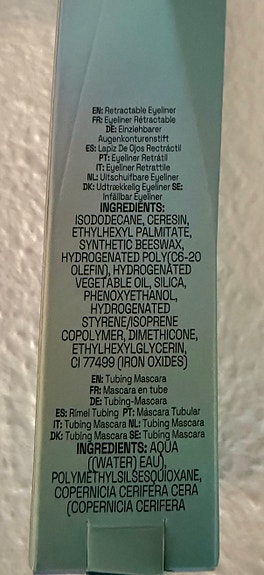 EN: Retractable Eyeliner
FR: Eyeliner Rétractable
DE: Einziehbarer
Augenkonturenstift
ES: Lapiz De Ojos Rectráctil
PT: Eyeliner Retrátil
IT: Eyeliner Retrattile
NL: Uitschuifbare Eyeliner
DK: Udtrækkelig Eyeliner SE:
Infällbar Eyeliner
INGREDIENTS:
ISODODECANE, CERESIN,
ETHYLHEXYL PALMITATE,
SYNTHETIC BEESWAX,
HYDROGENATED POLY(C6-20
OLEFIN), HYDROGENATED
VEGETABLE OIL, SILICA,
PHENOXYETHANOL,
HYDROGENATED
STYRENE/ISOPRENE
COPOLYMER, DIMETHICONE,
ETHYLHEXYLGLYCERIN,
CI 77499 (IRON OXIDES)
EN: Tubing Mascara
FR: Mascara en tube
DE: Tubing-Mascara
ES: Rimel Tubing PT: Máscara Tubular
IT: Tubing Mascara NL: Tubing Mascara
DK: Tubing Mascara SE: Tubing Mascara
INGREDIENTS: AQUA
((WATER) EAU),
POLYMETHYLSILSESQUIOXANE,
COPERNICIA CERIFERA CERA
(COPERNICIA CERIFERA